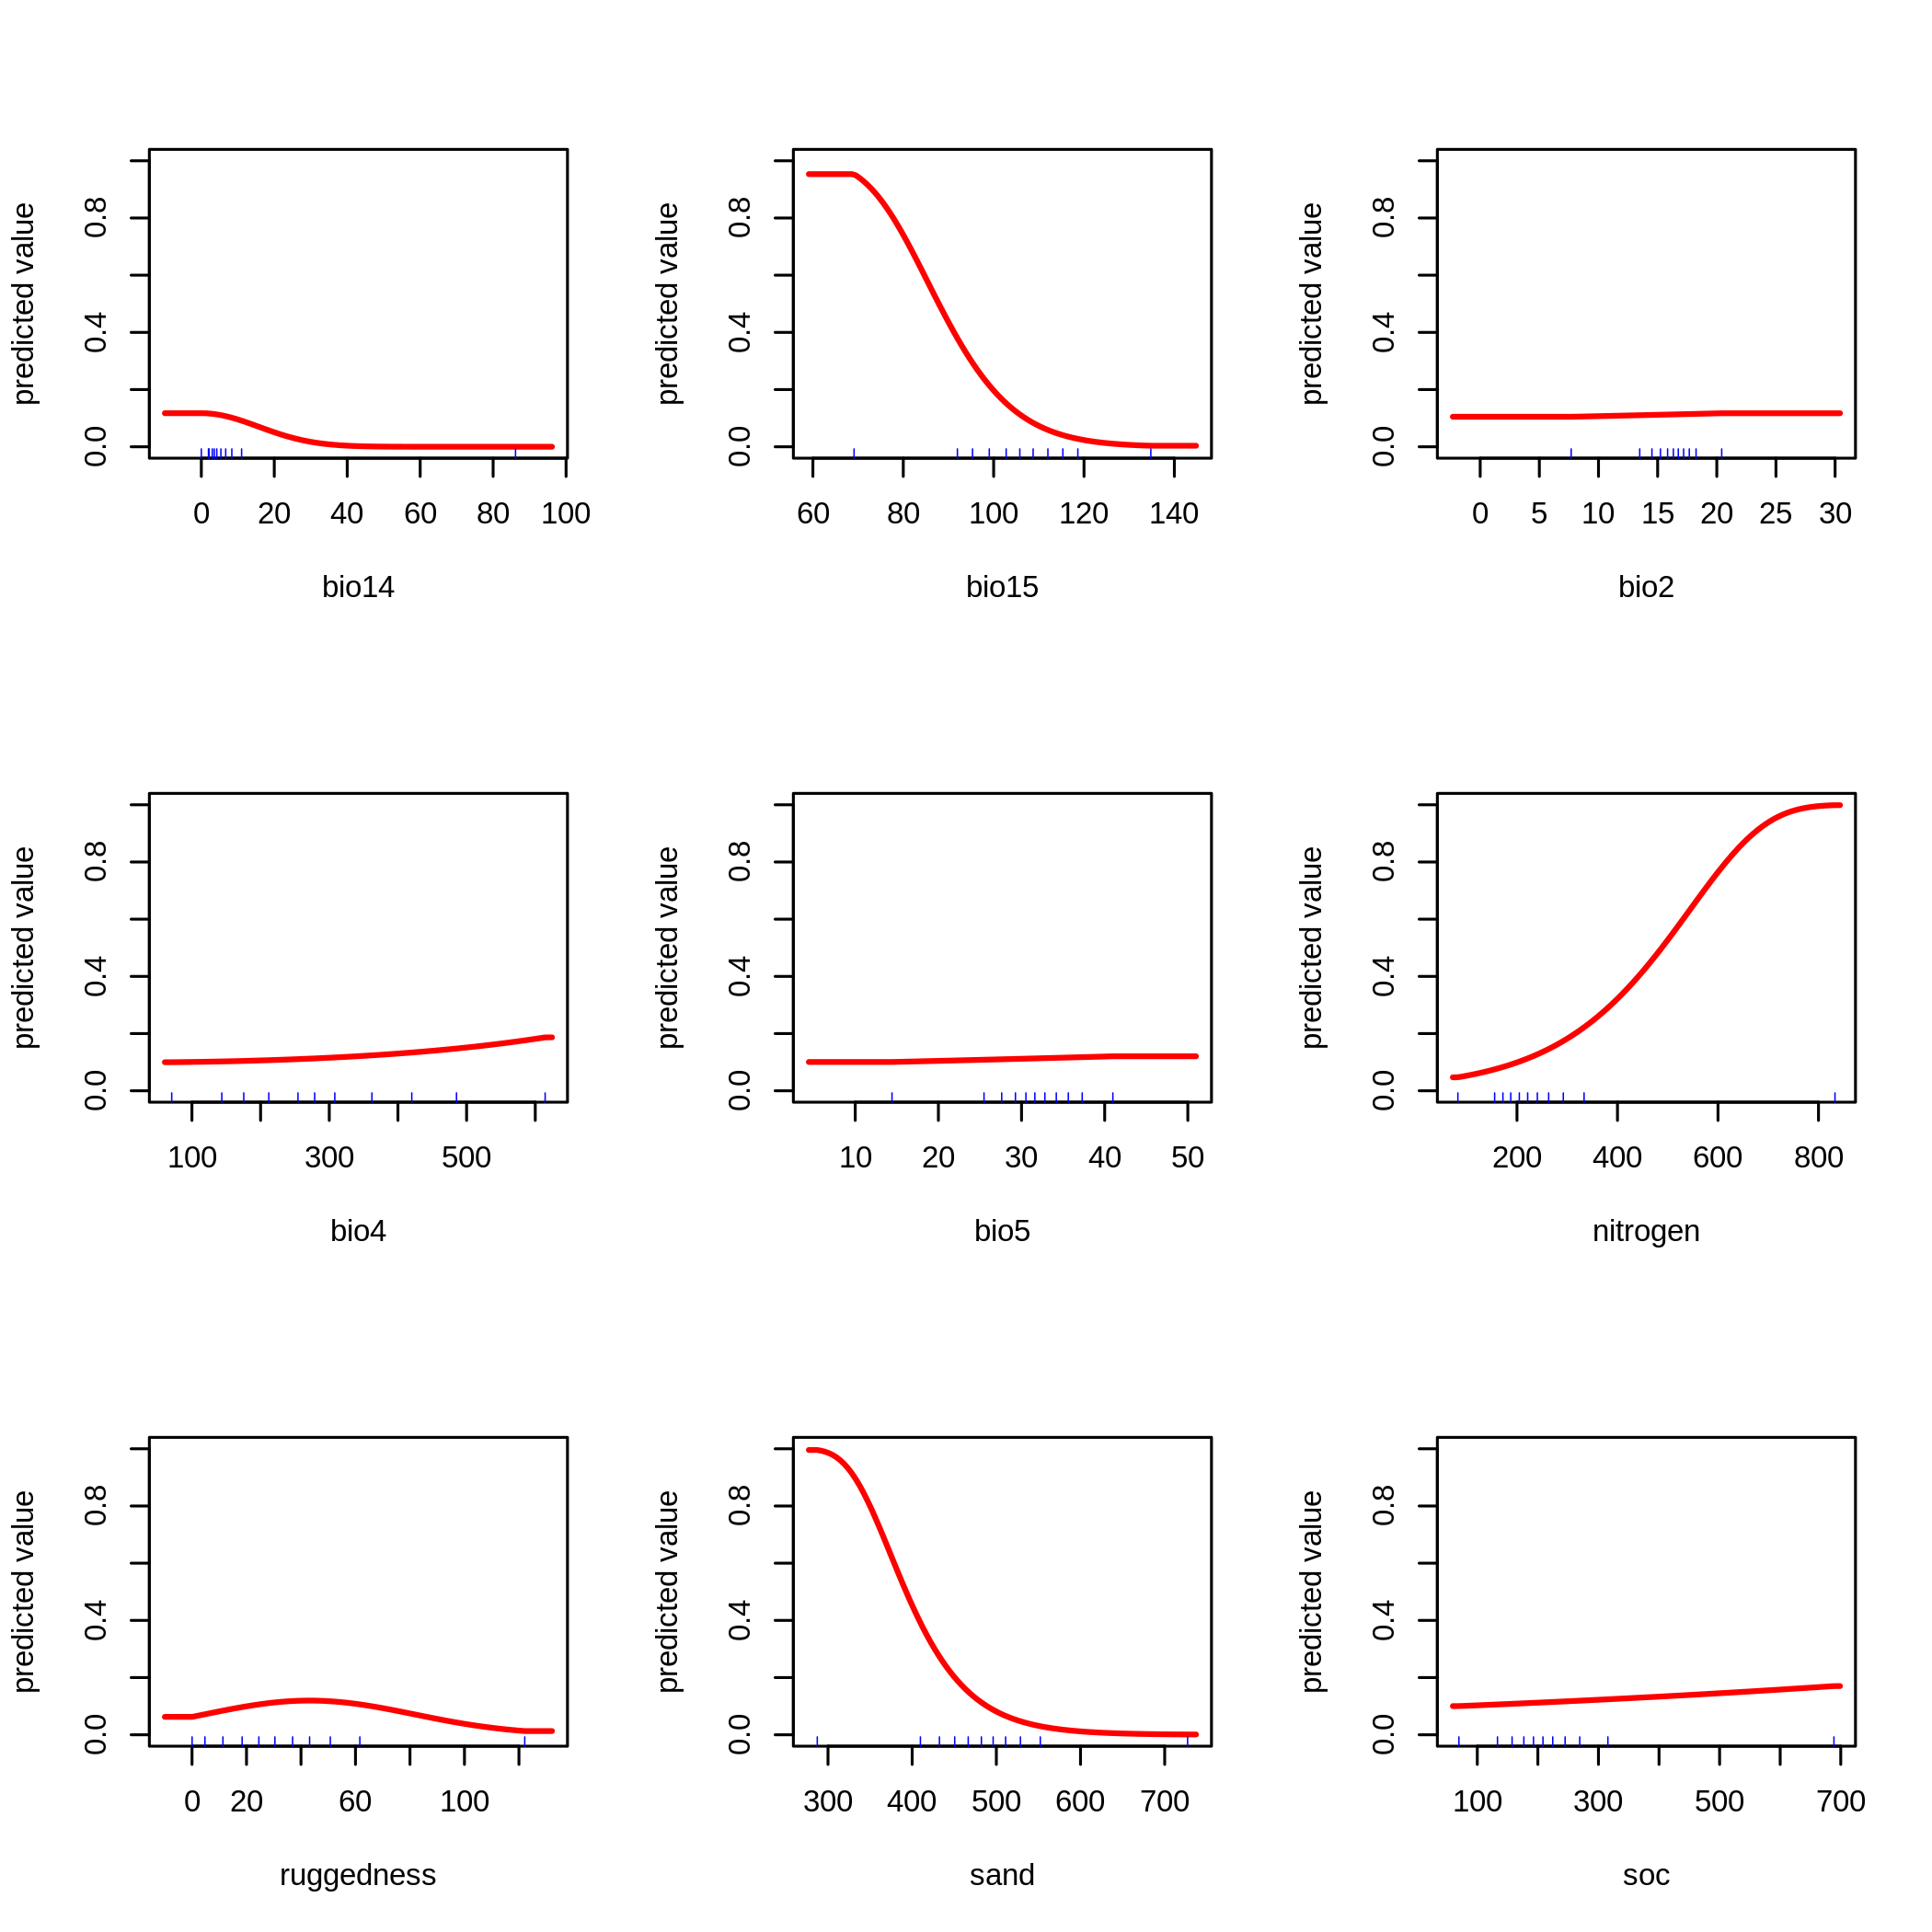 predicted value
0.0 0.4 0.8
0 20 40 60 80 100
bio14
predicted value
0.0 0.4 0.8
60 80 100 120 140
bio15
predicted value
0.0 0.4 0.8
0 5 10 15 20 25 30
bio2
predicted value
0.0 0.4 0.8
100 300 500
bio4
predicted value
0.0 0.4 0.8
10 20 30 40 50
bio5
predicted value
0.0 0.4 0.8
200 400 600 800
nitrogen
predicted value
0.0 0.4 0.8
0 20 60 100
ruggedness
predicted value
0.0 0.4 0.8
300 400 500 600 700
sand
predicted value
0.0 0.4 0.8
100 300 500 700
soc